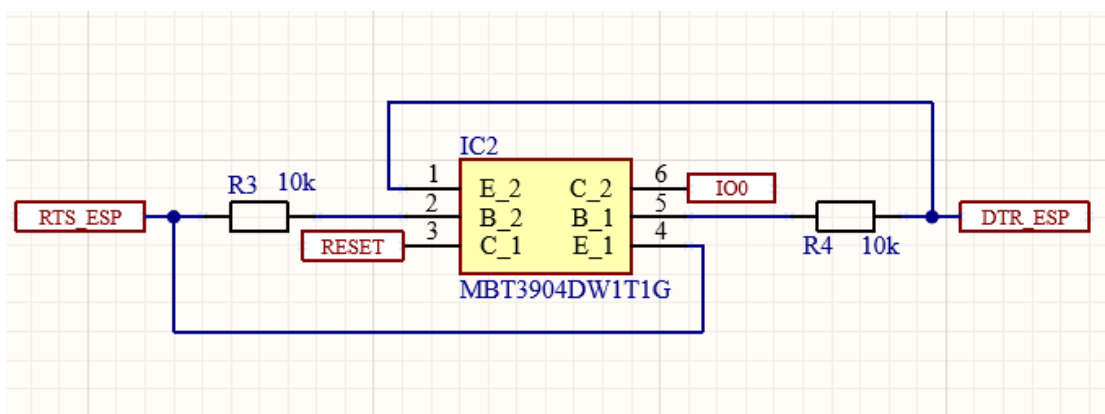 IC2
R3 10k
1 E_2 C_2 6 IO0
RTS_ESP 2 B_2 B_1 5 DTR_ESP
RESET 3 C_1 E_1 4
R4 10k
MBT3904DW1T1G